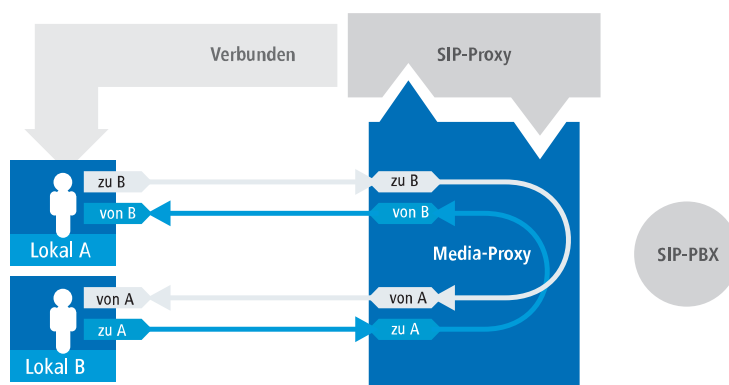 Verbunden
SIP-Proxy
zu B
zu B
von B
von B
Lokal A
Media-Proxy
SIP-PBX
von A
von A
zu A
zu A
Lokal B